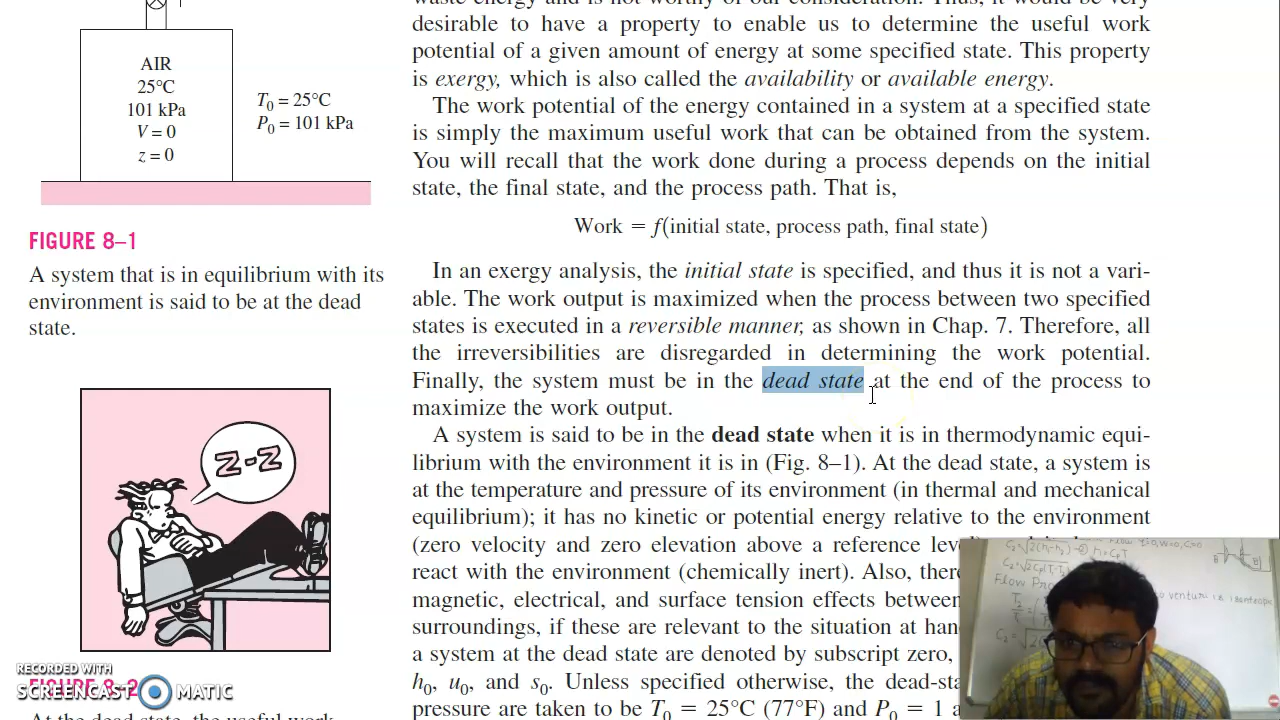 AIR
25°C
101 kPa
V = 0
z = 0
T₀ = 25°C
P₀ = 101 kPa
FIGURE 8–1
A system that is in equilibrium with its
environment is said to be at the dead
state.
Z-Z
RECORDED WITH
SCREENCAST MATIC
FIGURE 8–2
At the dead state, the useful work
waste energy and is not worthy of our consideration. Thus, it would be very
desirable to have a property to enable us to determine the useful work
potential of a given amount of energy at some specified state. This property
is exergy, which is also called the availability or available energy.
The work potential of the energy contained in a system at a specified state
is simply the maximum useful work that can be obtained from the system.
You will recall that the work done during a process depends on the initial
state, the final state, and the process path. That is,
Work = f(initial state, process path, final state)
In an exergy analysis, the initial state is specified, and thus it is not a vari-
able. The work output is maximized when the process between two specified
states is executed in a reversible manner, as shown in Chap. 7. Therefore, all
the irreversibilities are disregarded in determining the work potential.
Finally, the system must be in the dead state at the end of the process to
maximize the work output.
A system is said to be in the dead state when it is in thermodynamic equi-
librium with the environment it is in (Fig. 8–1). At the dead state, a system is
at the temperature and pressure of its environment (in thermal and mechanical
equilibrium); it has no kinetic or potential energy relative to the environment
(zero velocity and zero elevation above a reference
react with the environment (chemically inert). Also,
magnetic, electrical, and surface tension effects between
surroundings, if these are relevant to the situation at
a system at the dead state are denoted by subscript zero,
h₀, u₀, and s₀. Unless specified otherwise, the
pressure are taken to be T₀ = 25°C (77°F) and P₀ = 1
Flow
venturi is isentropic